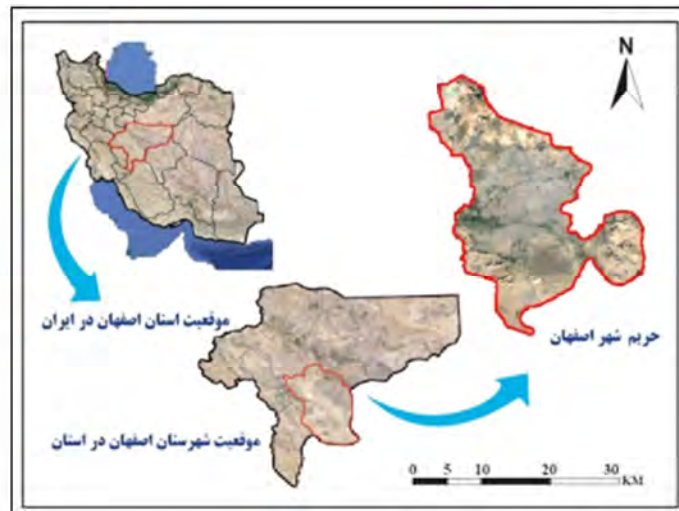 N
موقعیت استان اصفهان در ایران
حریم شهر اصفهان
موقعیت شهرستان اصفهان در استان
0 5 10 20 30
KM